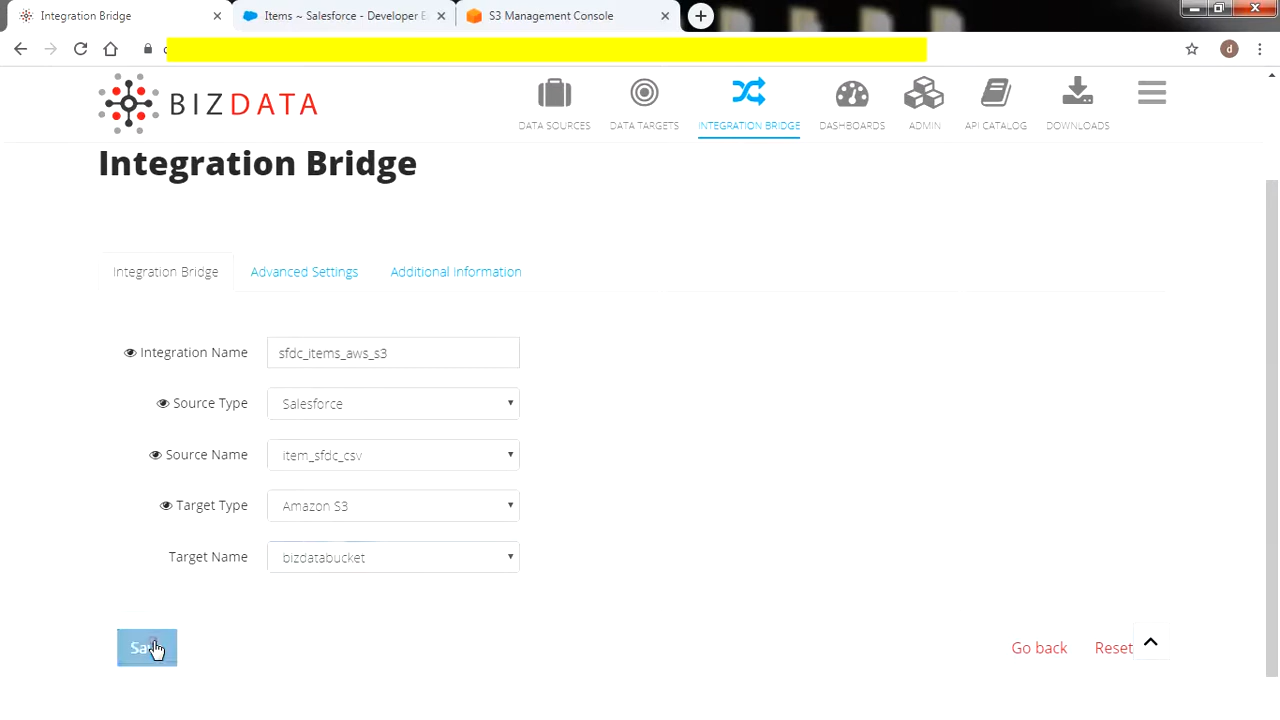 Integration Bridge
Items ~ Salesforce - Developer E
S3 Management Console
d
BIZDATA
DATA SOURCES
DATA TARGETS
INTEGRATION BRIDGE
DASHBOARDS
ADMIN
API CATALOG
DOWNLOADS
Integration Bridge
Integration Bridge
Advanced Settings
Additional Information
Integration Name
sfdc_items_aws_s3
Source Type
Salesforce
Source Name
item_sfdc_csv
Target Type
Amazon S3
Target Name
bizdatabucket
Go back
Reset